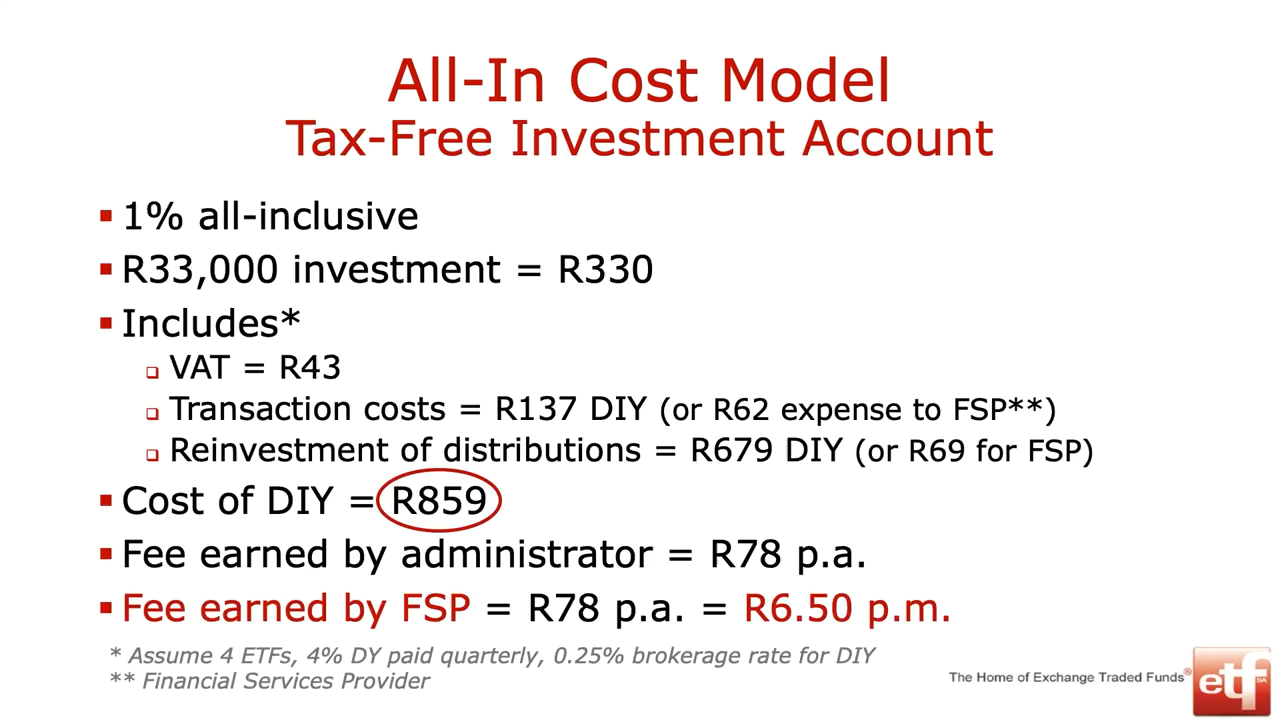 All-In Cost Model
Tax-Free Investment Account
1% all-inclusive
R33,000 investment = R330
Includes*
VAT = R43
Transaction costs = R137 DIY (or R62 expense to FSP**)
Reinvestment of distributions = R679 DIY (or R69 for FSP)
Cost of DIY = R859
Fee earned by administrator = R78 p.a.
Fee earned by FSP = R78 p.a. = R6.50 p.m.
* Assume 4 ETFs, 4% DY paid quarterly, 0.25% brokerage rate for DIY
** Financial Services Provider
The Home of Exchange Traded Funds®
etfSA